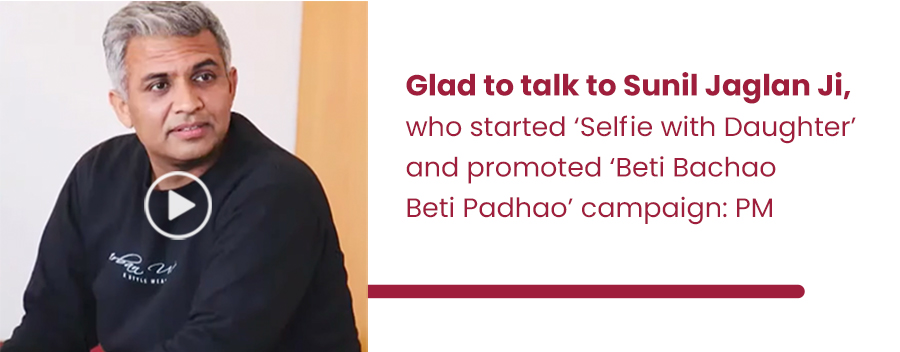 Glad to talk to Sunil Jaglan Ji,
who started ‘Selfie with Daughter’
and promoted ‘Beti Bachao
Beti Padhao’ campaign: PM